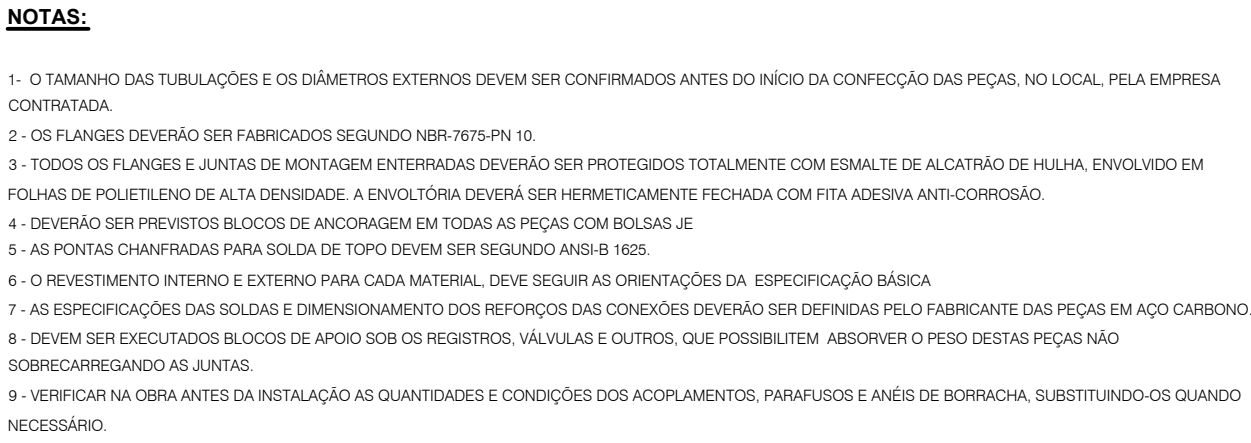 NOTAS:
1- O TAMANHO DAS TUBULAÇÕES E OS DIÂMETROS EXTERNOS DEVEM SER CONFIRMADOS ANTES DO INÍCIO DA CONFECÇÃO DAS PEÇAS, NO LOCAL, PELA EMPRESA
CONTRATADA.
2 - OS FLANGES DEVERÃO SER FABRICADOS SEGUNDO NBR-7675-PN 10.
3 - TODOS OS FLANGES E JUNTAS DE MONTAGEM ENTERRADAS DEVERÃO SER PROTEGIDOS TOTALMENTE COM ESMALTE DE ALCATRÃO DE HULHA, ENVOLVIDO EM
FOLHAS DE POLIETILENO DE ALTA DENSIDADE. A ENVOLTÓRIA DEVERÁ SER HERMETICAMENTE FECHADA COM FITA ADESIVA ANTI-CORROSÃO.
4 - DEVERÃO SER PREVISTOS BLOCOS DE ANCORAGEM EM TODAS AS PEÇAS COM BOLSAS JE
5 - AS PONTAS CHANFRADAS PARA SOLDA DE TOPO DEVEM SER SEGUNDO ANSI-B 1625.
6 - O REVESTIMENTO INTERNO E EXTERNO PARA CADA MATERIAL, DEVE SEGUIR AS ORIENTAÇÕES DA ESPECIFICAÇÃO BÁSICA
7 - AS ESPECIFICAÇÕES DAS SOLDAS E DIMENSIONAMENTO DOS REFORÇOS DAS CONEXÕES DEVERÃO SER DEFINIDAS PELO FABRICANTE DAS PEÇAS EM AÇO CARBONO.
8 - DEVEM SER EXECUTADOS BLOCOS DE APOIO SOB OS REGISTROS, VÁLVULAS E OUTROS, QUE POSSIBILITEM ABSORVER O PESO DESTAS PEÇAS NÃO
SOBRECARREGANDO AS JUNTAS.
9 - VERIFICAR NA OBRA ANTES DA INSTALAÇÃO AS QUANTIDADES E CONDIÇÕES DOS ACOPLAMENTOS, PARAFUSOS E ANÉIS DE BORRACHA, SUBSTITUINDO-OS QUANDO
NECESSÁRIO.